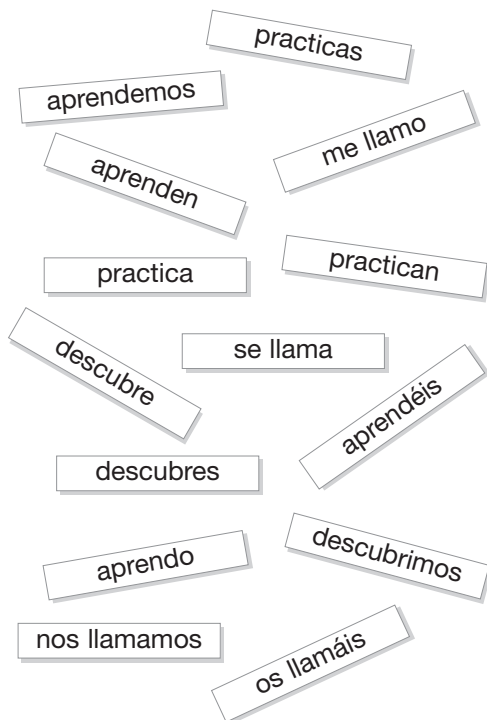 practicas
aprendemos
me llamo
aprenden
practica
practican
descubre
se llama
aprendéis
descubres
aprendo
descubrimos
nos llamamos
os llamáis